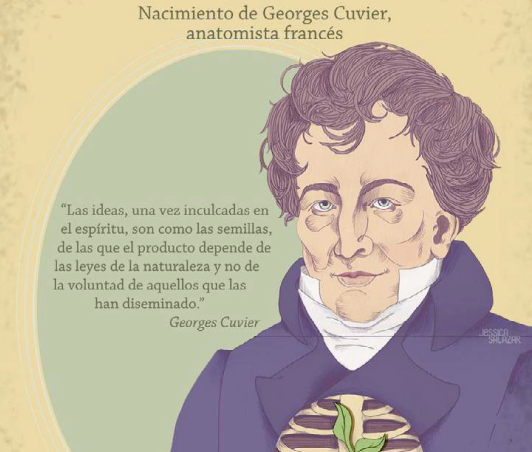 Nacimiento de Georges Cuvier,
anatomista francés
“Las ideas, una vez inculcadas en
el espíritu, son como las semillas,
de las que el producto depende de
las leyes de la naturaleza y no de
la voluntad de aquellos que las
han diseminado.”
Georges Cuvier
JESSICA
SALAZAR